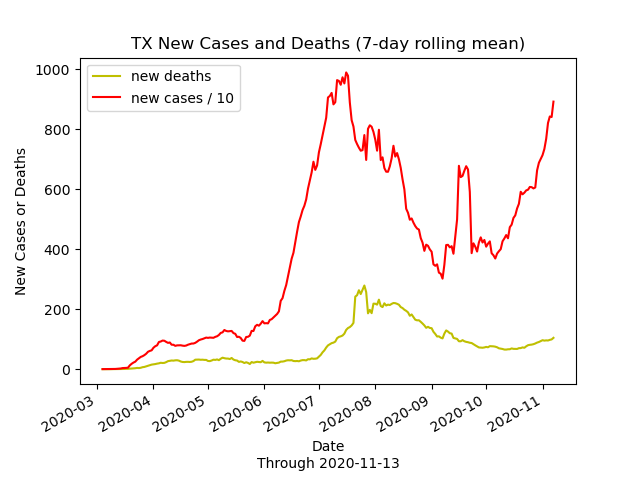 TX New Cases and Deaths (7-day rolling mean)
new deaths
new cases / 10
1000
800
600
400
200
0
New Cases or Deaths
2020-03
2020-04
2020-05
2020-06
2020-07
2020-08
2020-09
2020-10
2020-11
Date
Through 2020-11-13